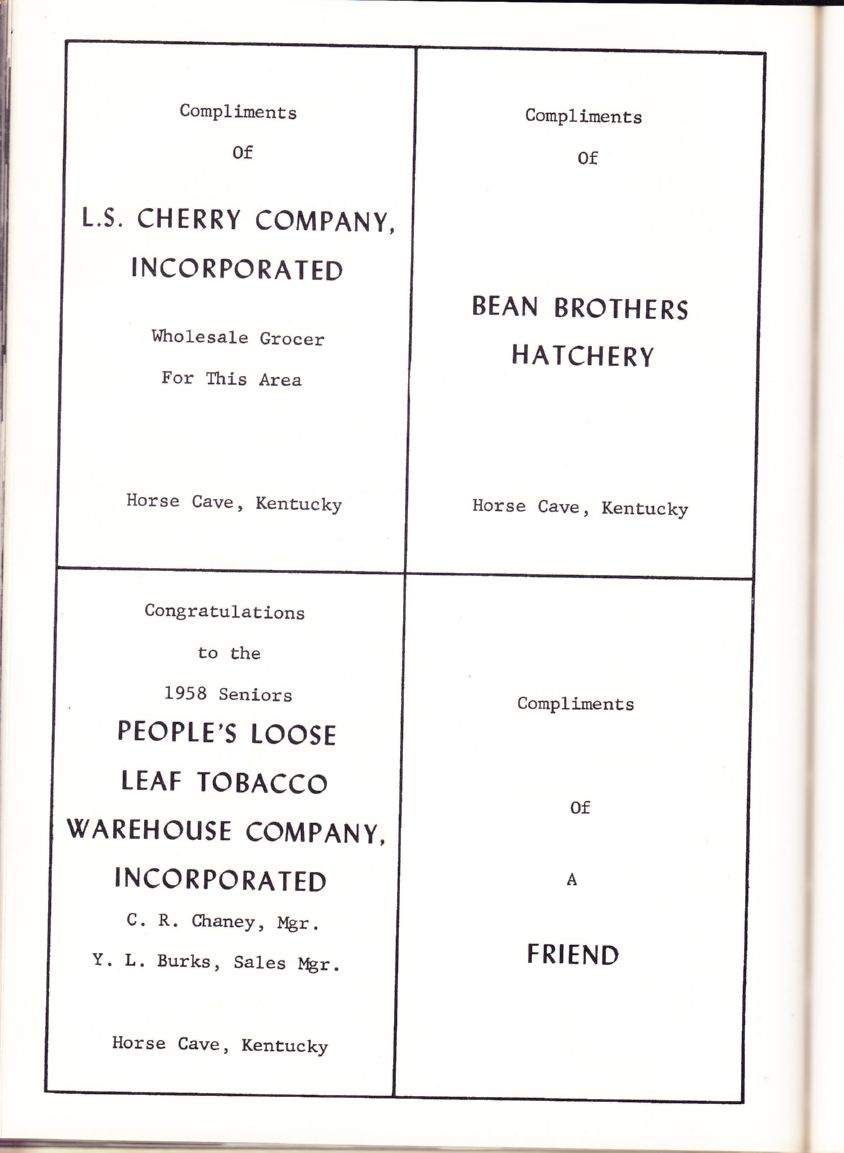 Compliments
Of
L.S. CHERRY COMPANY,
INCORPORATED
Wholesale Grocer
For This Area
Horse Cave, Kentucky
Compliments
Of
BEAN BROTHERS
HATCHERY
Horse Cave, Kentucky
Congratulations
to the
1958 Seniors
PEOPLE'S LOOSE
LEAF TOBACCO
WAREHOUSE COMPANY,
INCORPORATED
C. R. Chaney, Mgr.
Y. L. Burks, Sales Mgr.
Horse Cave, Kentucky
Compliments
Of
A
FRIEND